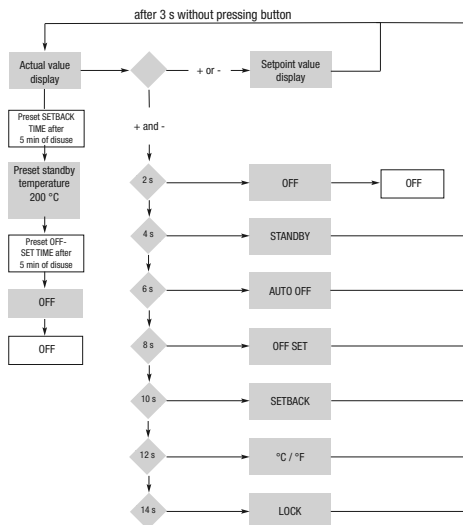 after 3 s without pressing button
Actual value
display
+ or -
Setpoint value
display
Preset SETBACK
TIME after
5 min of disuse
+ and -
Preset standby
temperature
200 °C
2 s
OFF
OFF
4 s
STANDBY
Preset OFF-
SET TIME after
5 min of disuse
6 s
AUTO OFF
OFF
8 s
OFF SET
OFF
10 s
SETBACK
12 s
°C / °F
14 s
LOCK